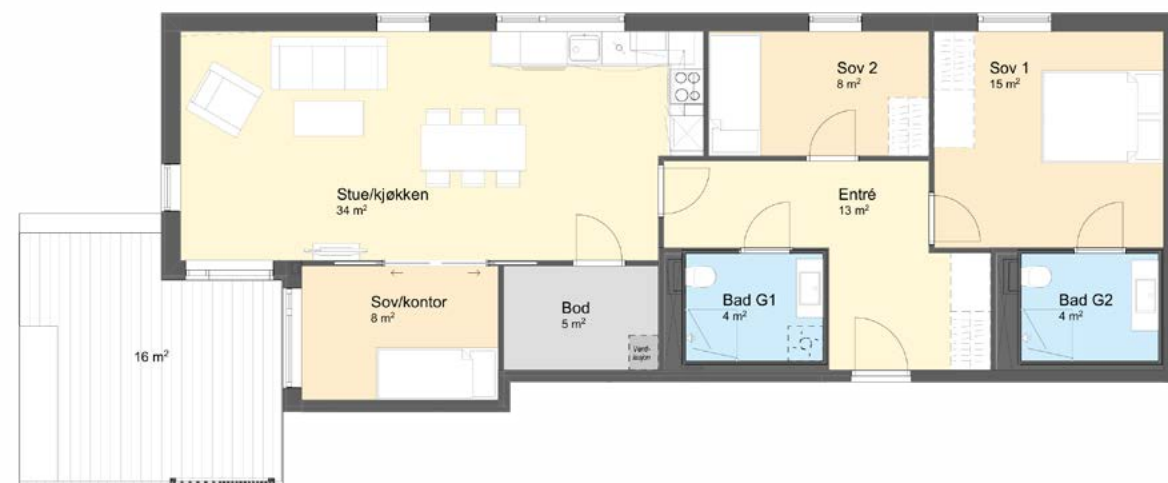 Sov 2
8 m²
Sov 1
15 m²
Stue/kjøkken
34 m²
Entré
13 m²
Sov/kontor
8 m²
Bod
5 m²
Bad G1
4 m²
Bad G2
4 m²
16 m²